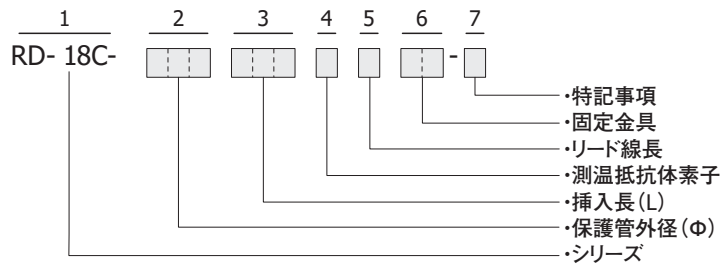 1 2 3 4 5 6 7
RD- 18C- -
・特記事項
・固定金具
・リード線長
・測温抵抗体素子
・挿入長(L)
・保護管外径(Φ)
・シリーズ